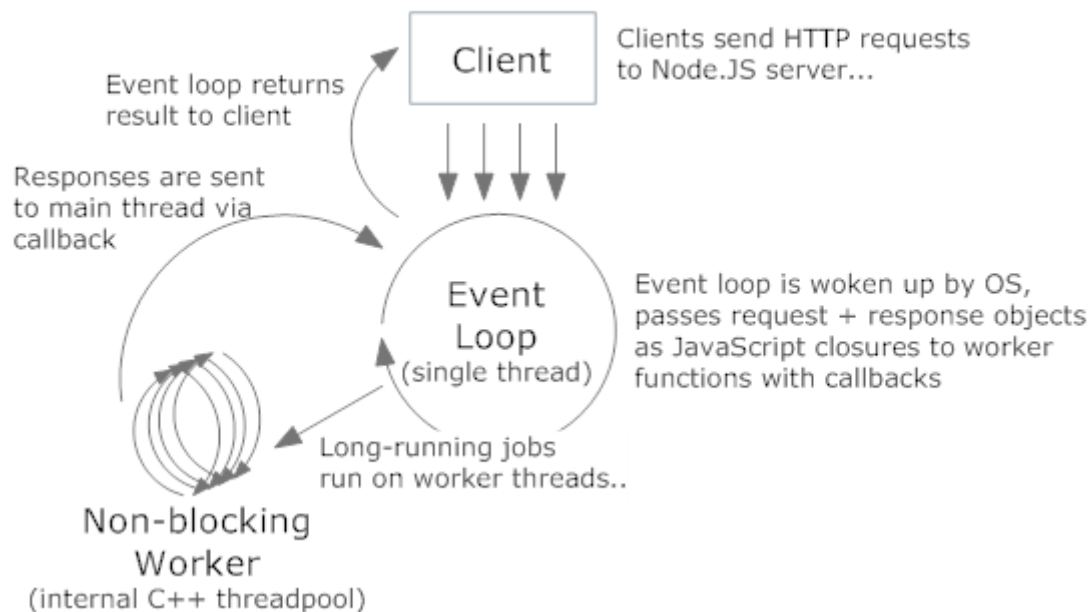 Client
Clients send HTTP requests
to Node.JS server...
Event loop returns
result to client
Responses are sent
to main thread via
callback
Event
Loop
(single thread)
Event loop is woken up by OS,
passes request + response objects
as JavaScript closures to worker
functions with callbacks
Long-running jobs
run on worker threads..
Non-blocking
Worker
(internal C++ threadpool)